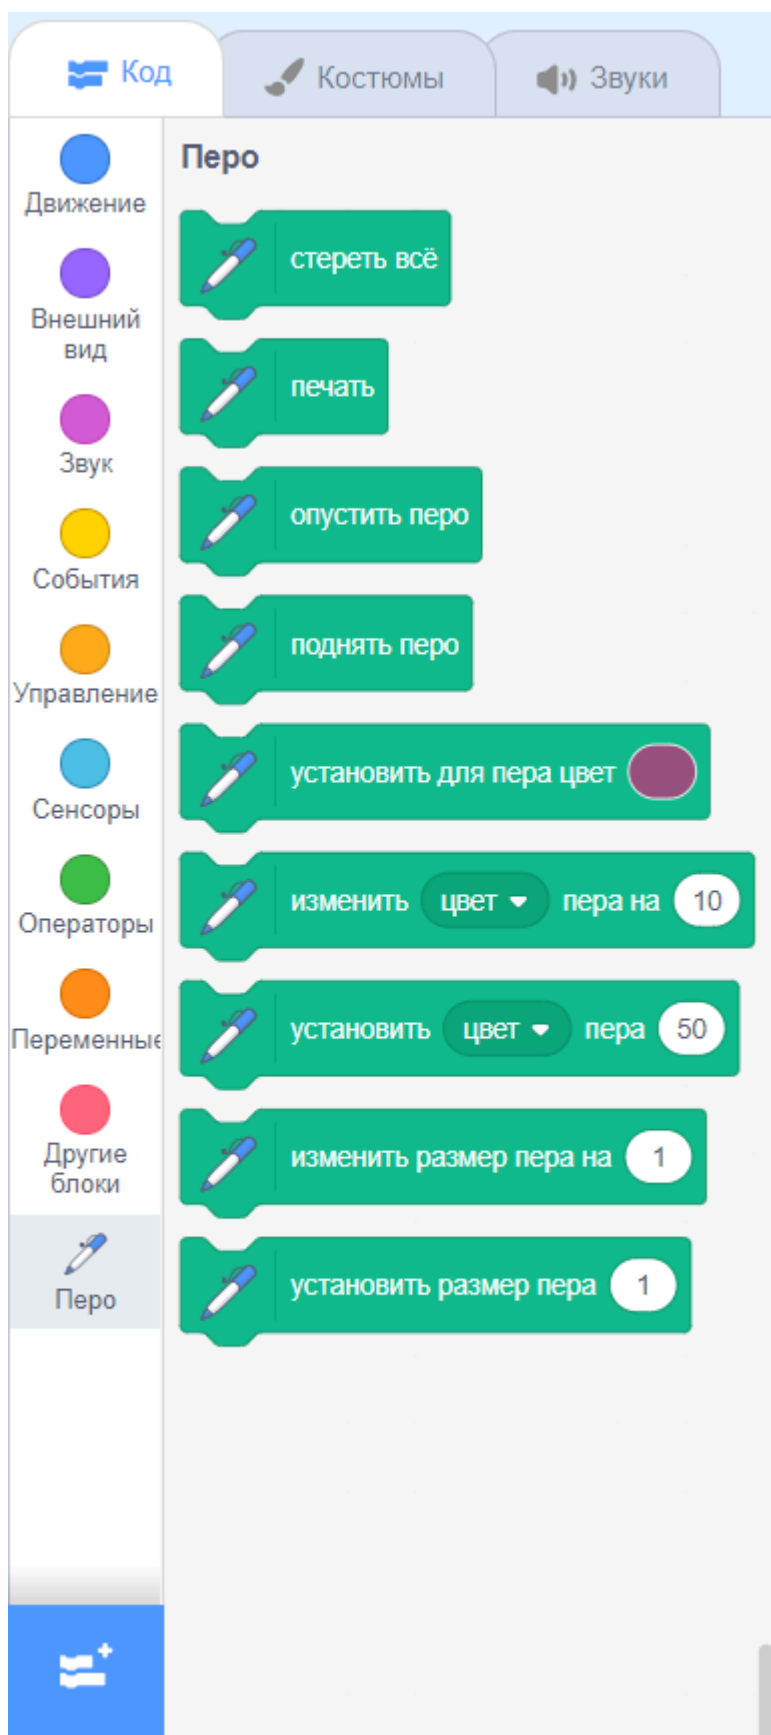 Код
Костюмы
Звуки
Движение
Внешний
вид
Звук
События
Управление
Сенсоры
Операторы
Переменные
Другие
блоки
Перо
Перо
стереть всё
печать
опустить перо
поднять перо
установить для пера цвет
изменить цвет пера на 10
установить цвет пера 50
изменить размер пера на 1
установить размер пера 1